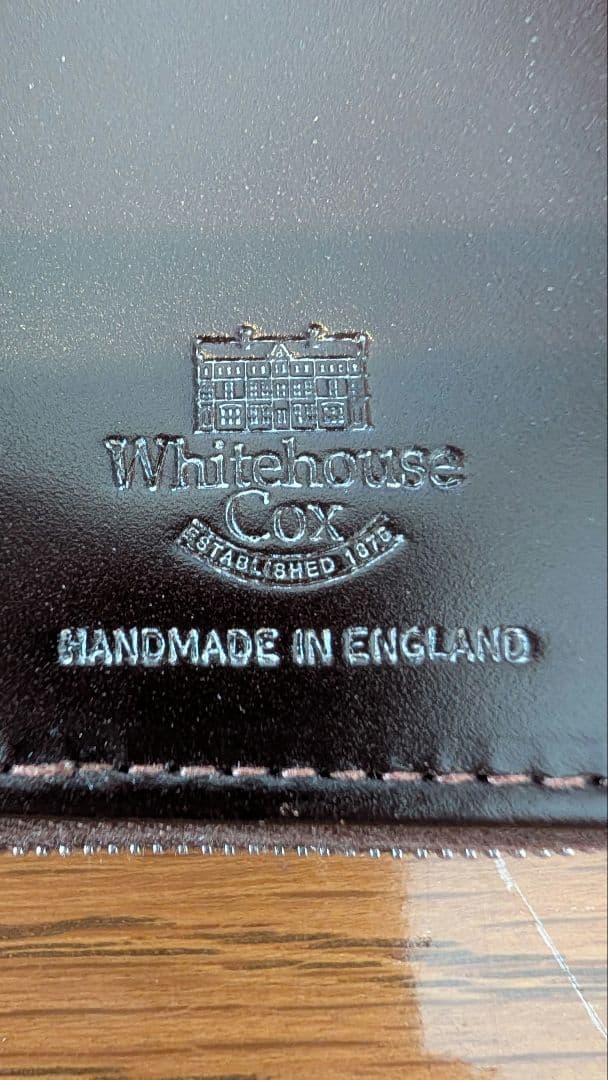 Whitehouse
Cox
ESTABLISHED 1875
HANDMADE IN ENGLAND